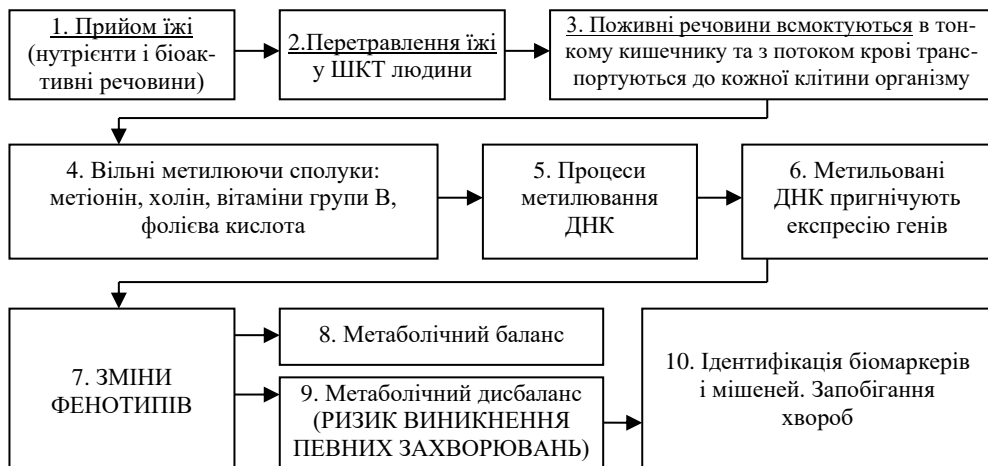 1. Прийом їжі
(нутрієнти і біоак-
тивні речовини)
2.Перетравлення їжі
у ШКТ людини
3. Поживні речовини всмоктуються в тон-
кому кишечнику та з потоком крові транс-
портуються до кожної клітини організму
4. Вільні метилюючи сполуки:
метіонін, холін, вітаміни групи В,
фолієва кислота
5. Процеси
метилювання
ДНК
6. Метильовані
ДНК пригнічують
експресію генів
7. ЗМІНИ
ФЕНОТИПІВ
8. Метаболічний баланс
9. Метаболічний дисбаланс
(РИЗИК ВИНИКНЕННЯ
ПЕВНИХ ЗАХВОРЮВАНЬ)
10. Ідентифікація біомаркерів
і мішеней. Запобігання
хвороб